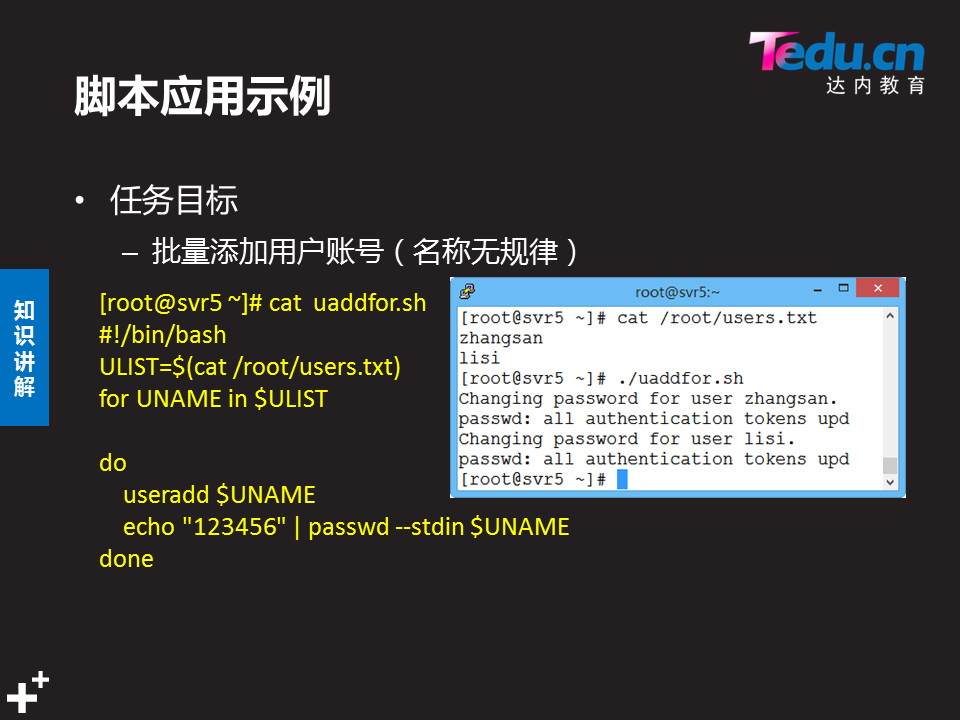 Tedu.cn
达内教育
脚本应用示例
• 任务目标
– 批量添加用户账号（名称无规律）
知
识
讲
解
[root@svr5 ~]# cat  uaddfor.sh
#!/bin/bash
ULIST=$(cat /root/users.txt)
for UNAME in $ULIST
do
    useradd $UNAME
    echo "123456" | passwd --stdin $UNAME
done
root@svr5:~
[root@svr5 ~]# cat /root/users.txt
zhangsan
lisi
[root@svr5 ~]# ./uaddfor.sh
Changing password for user zhangsan.
passwd: all authentication tokens upd
Changing password for user lisi.
passwd: all authentication tokens upd
[root@svr5 ~]#